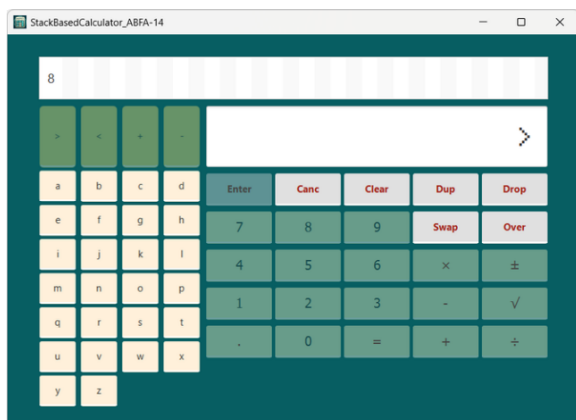 StackBasedCalculator_ABFA-14
8
> < + -
>
a b c d Enter Canc Clear Dup Drop
e f g h 7 8 9 Swap Over
i j k l 4 5 6 × ±
m n o p 1 2 3 - √
q r s t . 0 = + ÷
u v w x
y z